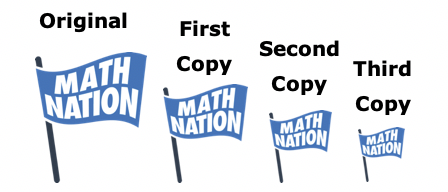 Original
First
Copy
Second
Copy
Third
Copy
MATH
NATION
MATH
NATION
MATH
NATION
MATH
NATION